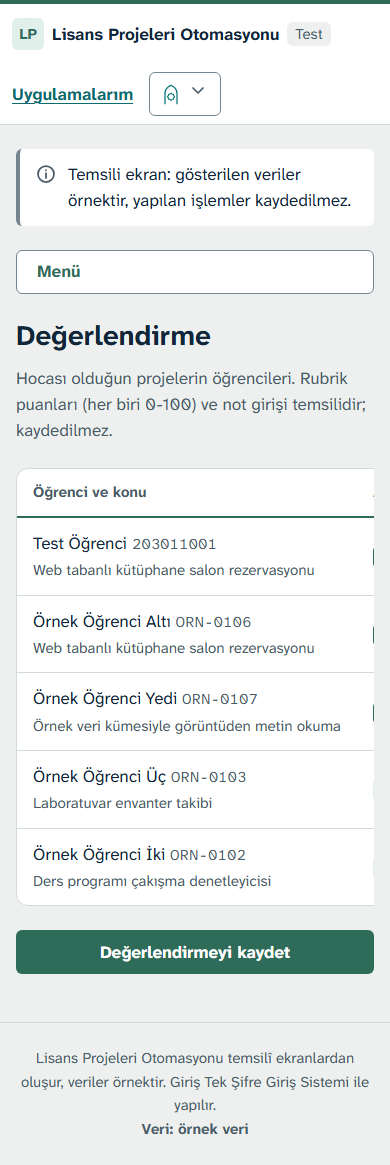 LP Lisans Projeleri Otomasyonu Test
Uygulamalarım
Temsili ekran: gösterilen veriler
örnektir, yapılan işlemler kaydedilmez.
Menü
Değerlendirme
Hocası olduğun projelerin öğrencileri. Rubrik
puanları (her biri 0-100) ve not girişi temsilidir;
kaydedilmez.
Öğrenci ve konu
Test Öğrenci 203011001
Web tabanlı kütüphane salon rezervasyonu
Örnek Öğrenci Altı ORN-0106
Web tabanlı kütüphane salon rezervasyonu
Örnek Öğrenci Yedi ORN-0107
Örnek veri kümesiyle görüntüden metin okuma
Örnek Öğrenci Üç ORN-0103
Laboratuvar envanter takibi
Örnek Öğrenci İki ORN-0102
Ders programı çakışma denetleyicisi
Değerlendirmeyi kaydet
Lisans Projeleri Otomasyonu temsilî ekranlardan
oluşur, veriler örnektir. Giriş Tek Şifre Giriş Sistemi ile
yapılır.
Veri: örnek veri